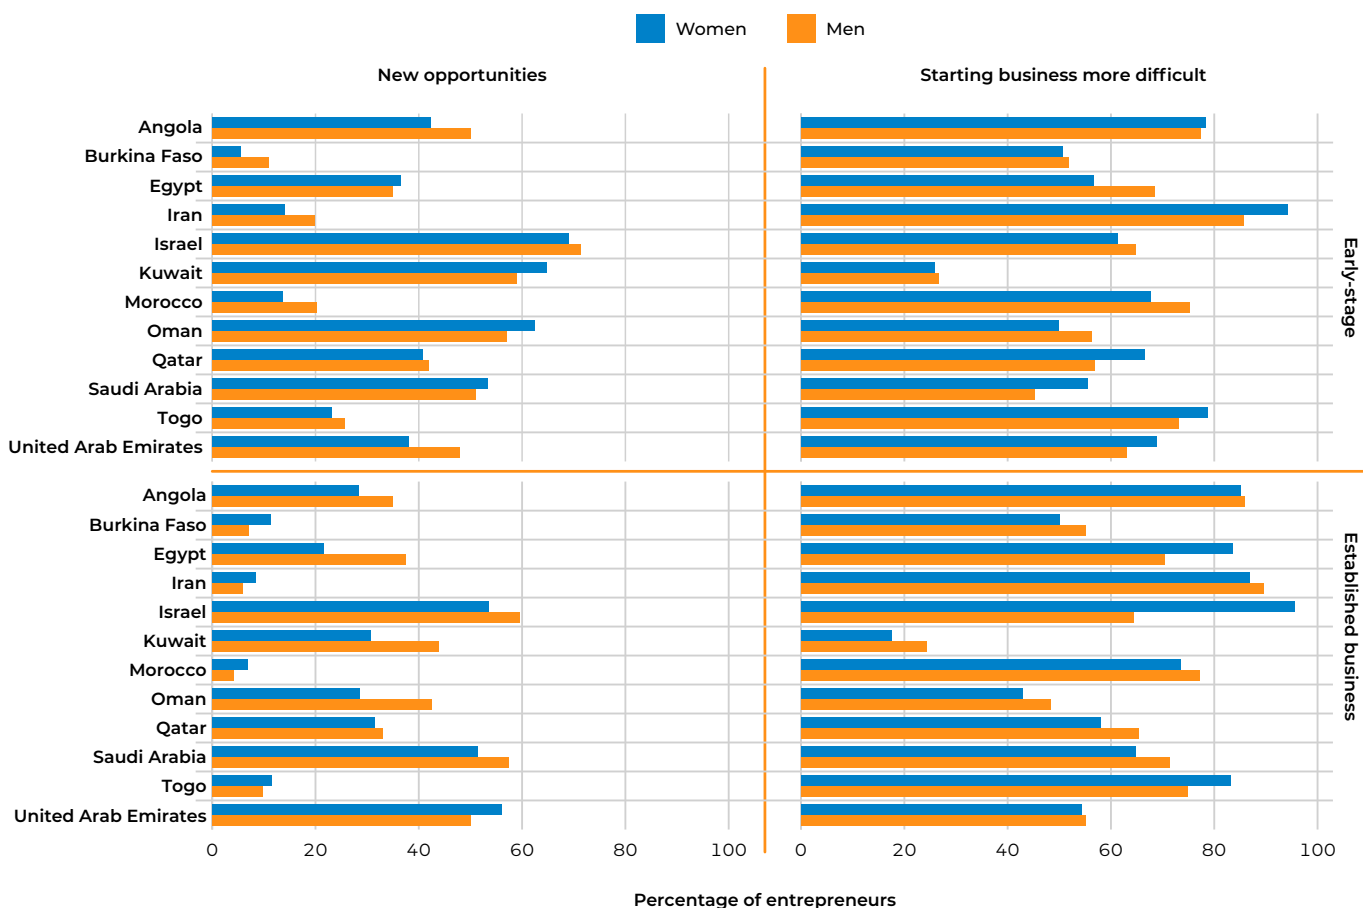 Women Men
New opportunities
Starting business more difficult
Angola
Burkina Faso
Egypt
Iran
Israel
Kuwait
Morocco
Oman
Qatar
Saudi Arabia
Togo
United Arab Emirates
Early-stage
Angola
Burkina Faso
Egypt
Iran
Israel
Kuwait
Morocco
Oman
Qatar
Saudi Arabia
Togo
United Arab Emirates
Established business
0 20 40 60 80 100
0 20 40 60 80 100
Percentage of entrepreneurs